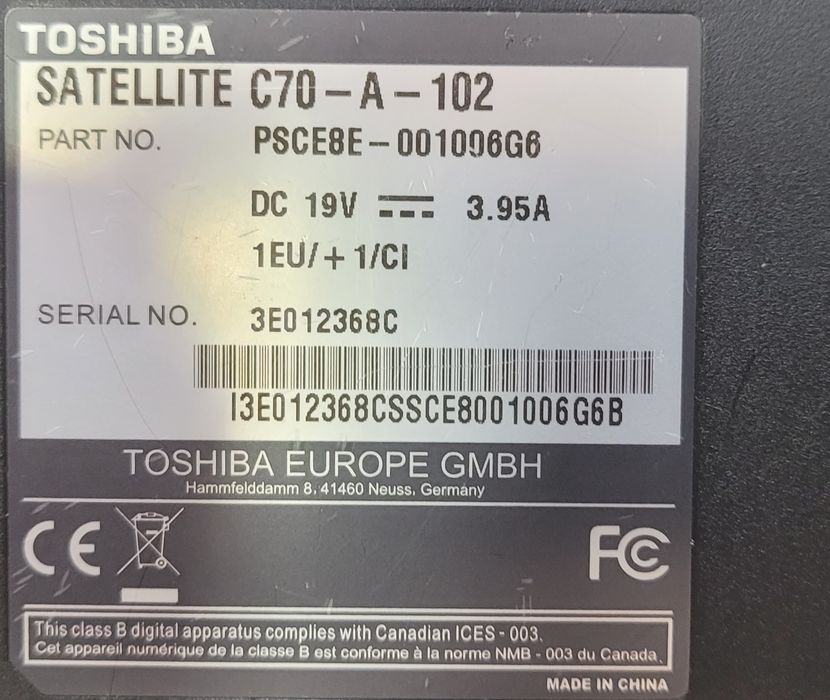 TOSHIBA
SATELLITE C70-A-102
PART NO. PSCE8E-001006G6
DC 19V ⎓ 3.95A
1EU/+1/CI
SERIAL NO. 3E012368C
I3E012368CSSCE8001006G6B
TOSHIBA EUROPE GMBH
Hammfelddamm 8, 41460 Neuss, Germany
CE FC
This class B digital apparatus complies with Canadian ICES - 003.
Cet appareil numérique de la classe B est conforme à la norme NMB - 003 du Canada.
MADE IN CHINA